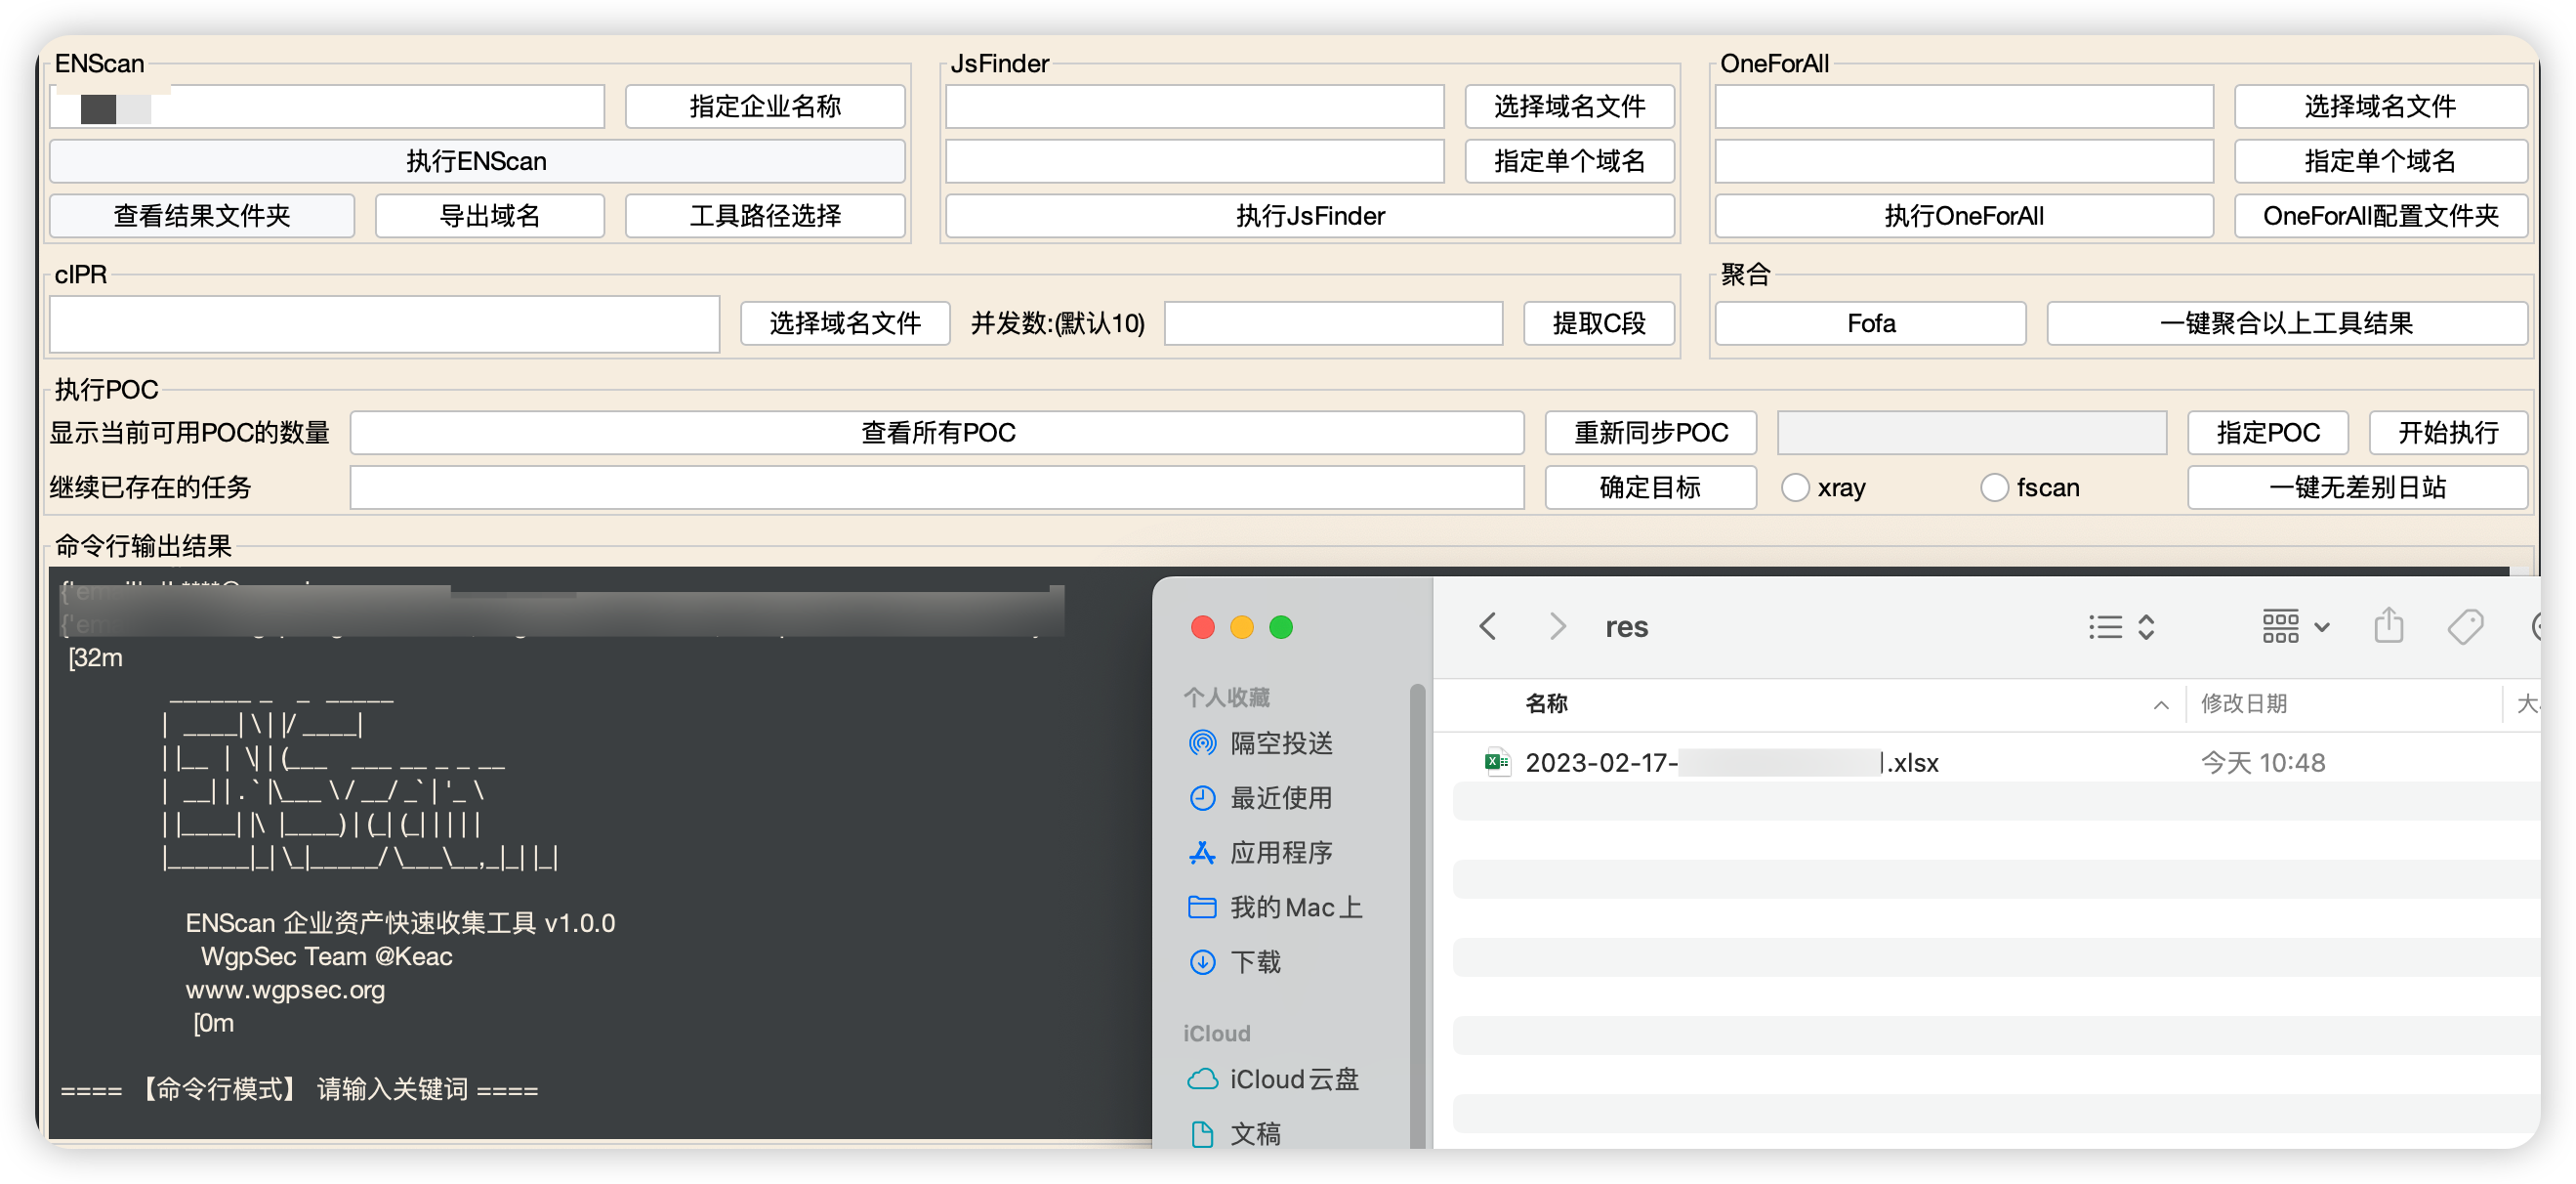 ENScan
指定企业名称
执行ENScan
查看结果文件夹 导出域名 工具路径选择
JsFinder
选择域名文件
指定单个域名
执行JsFinder
OneForAll
选择域名文件
指定单个域名
执行OneForAll OneForAll配置文件夹
cIPR
选择域名文件 并发数:(默认10) 提取C段
聚合
Fofa 一键聚合以上工具结果
执行POC
显示当前可用POC的数量 查看所有POC 重新同步POC 指定POC 开始执行
继续已存在的任务 确定目标 xray fscan 一键无差别日站
命令行输出结果
{'em
[32m
ENScan 企业资产快速收集工具 v1.0.0
WgpSec Team @Keac
www.wgpsec.org
[0m
==== 【命令行模式】 请输入关键词 ====
res
个人收藏
隔空投送
最近使用
应用程序
我的Mac上
下载
iCloud
iCloud云盘
文稿
名称 修改日期
2023-02-17- .xlsx 今天 10:48